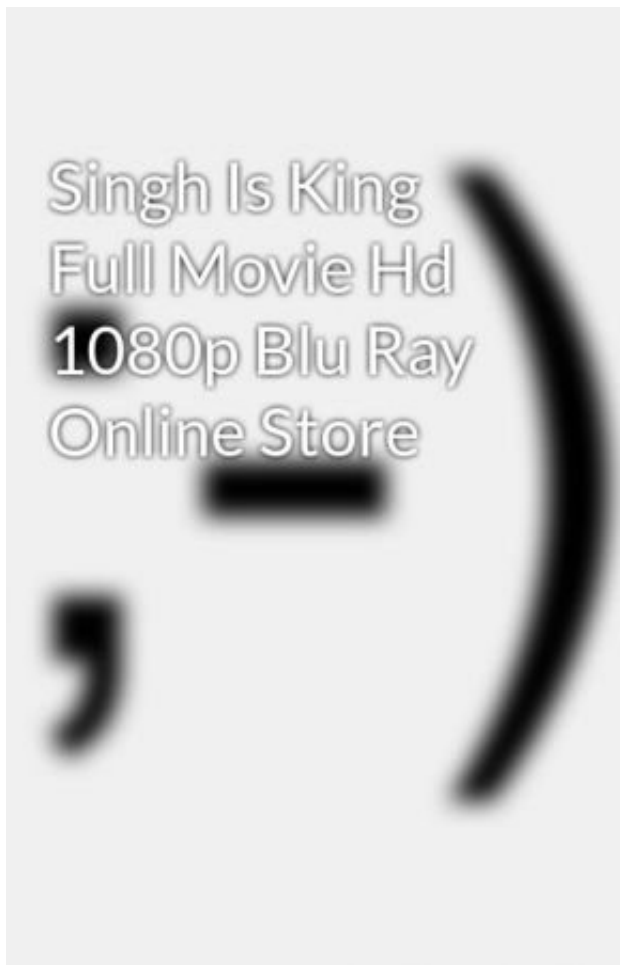 Singh Is King
Full Movie Hd
1080p Blu Ray
Online Store
;-)